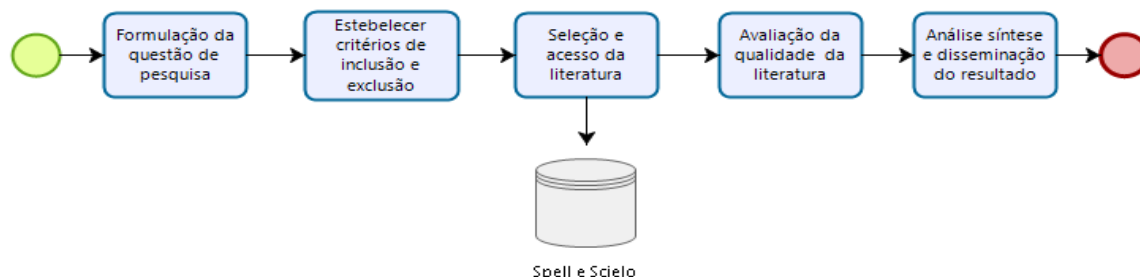 Formulação da
questão de
pesquisa
Estebelecer
critérios de
inclusão e
exclusão
Seleção e
acesso da
literatura
Avaliação da
qualidade da
literatura
Análise síntese
e disseminação
do resultado
Spell e Scielo